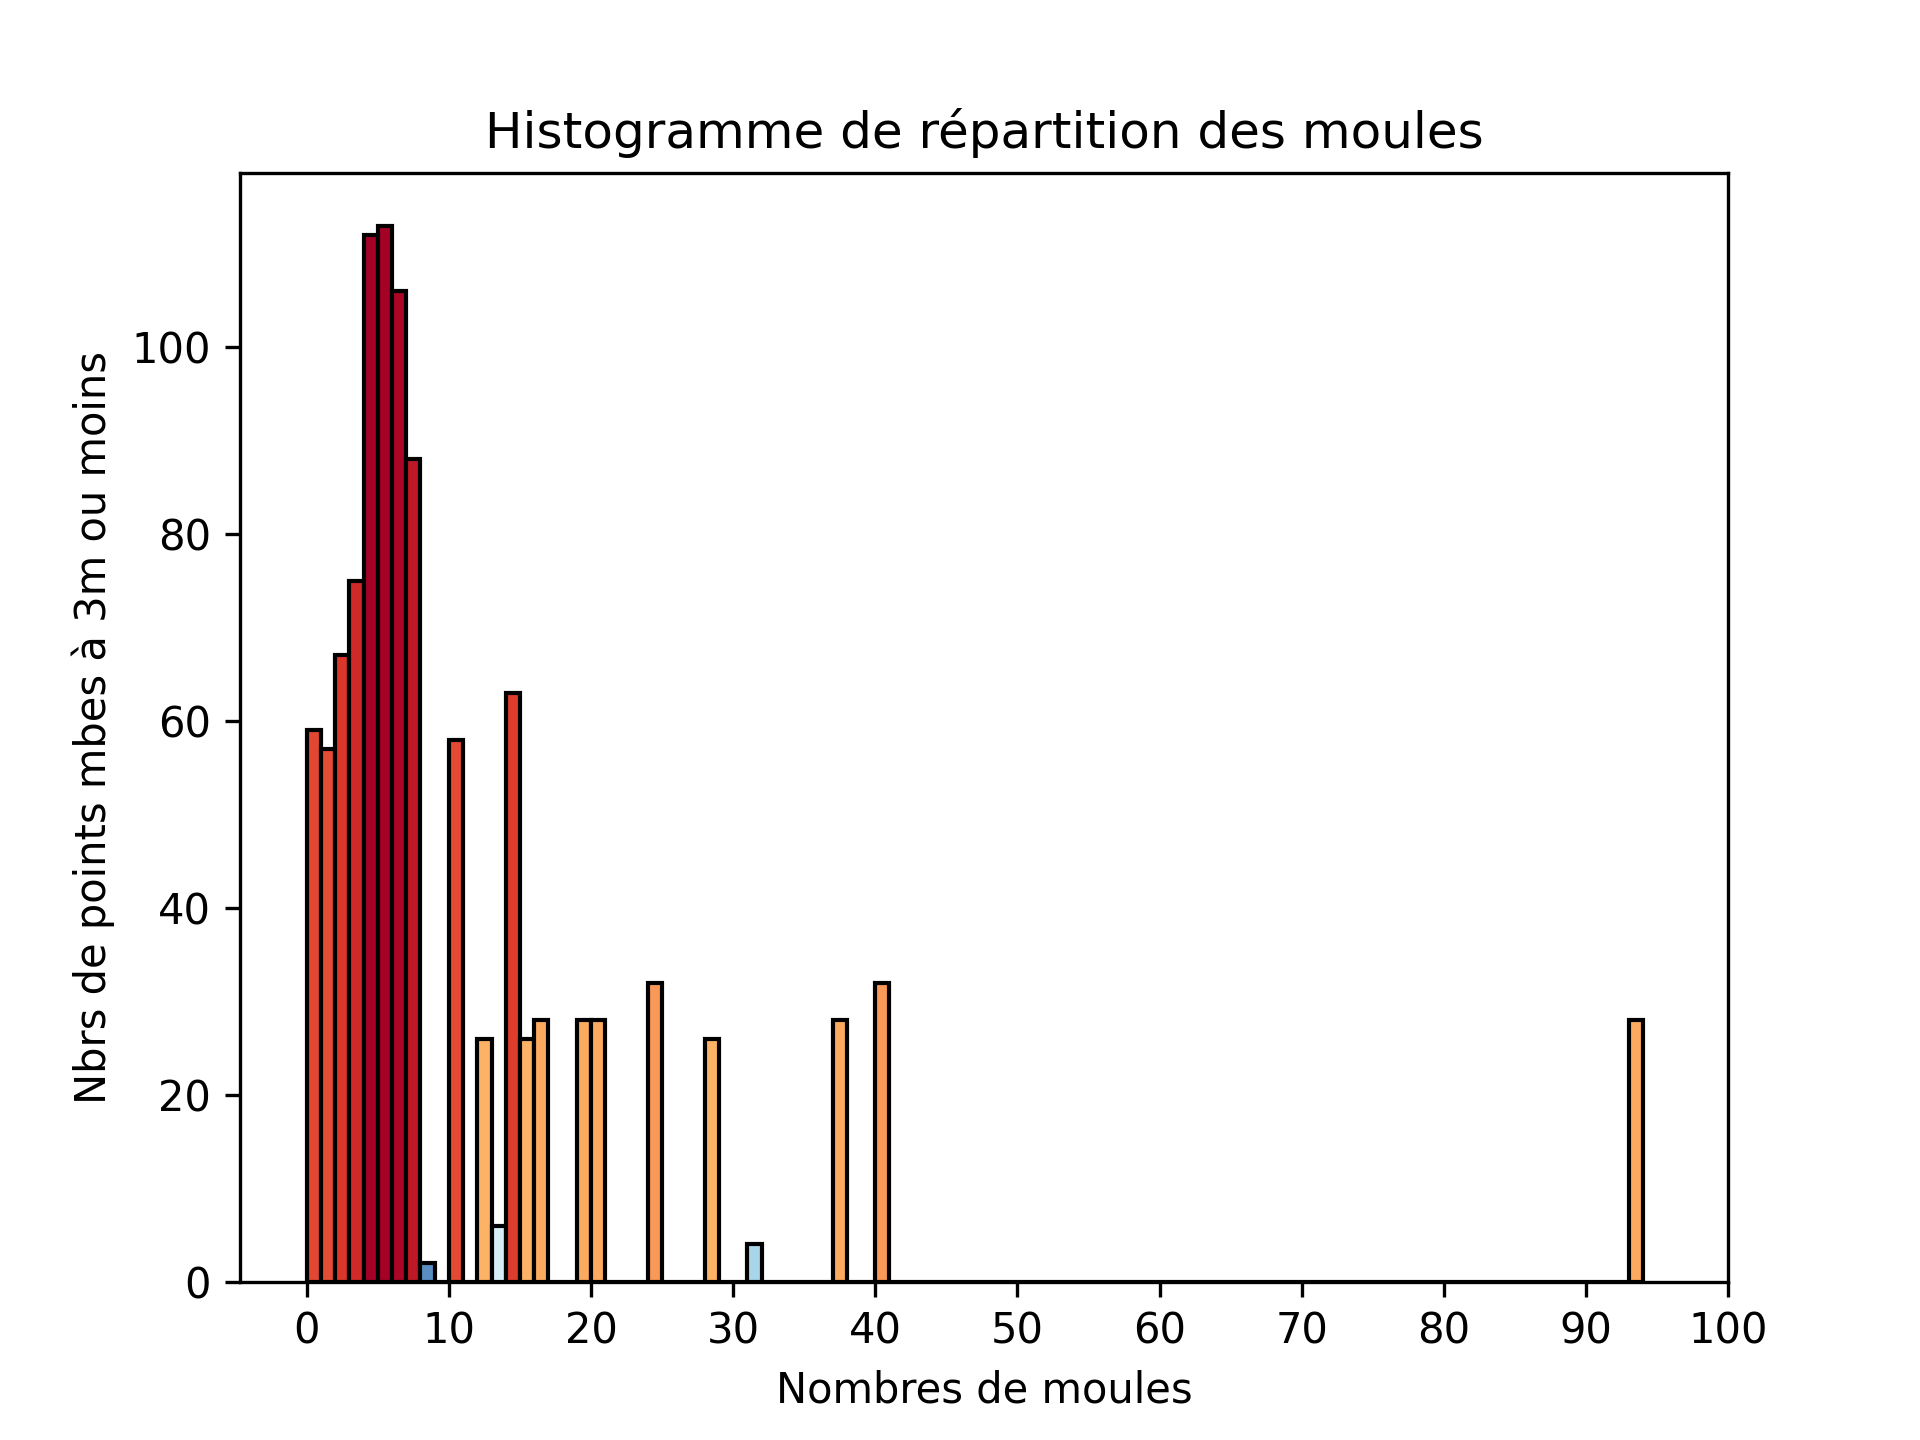 Histogramme de répartition des moules
Nbrs de points mbes à 3m ou moins
100
80
60
40
20
0
0 10 20 30 40 50 60 70 80 90 100
Nombres de moules